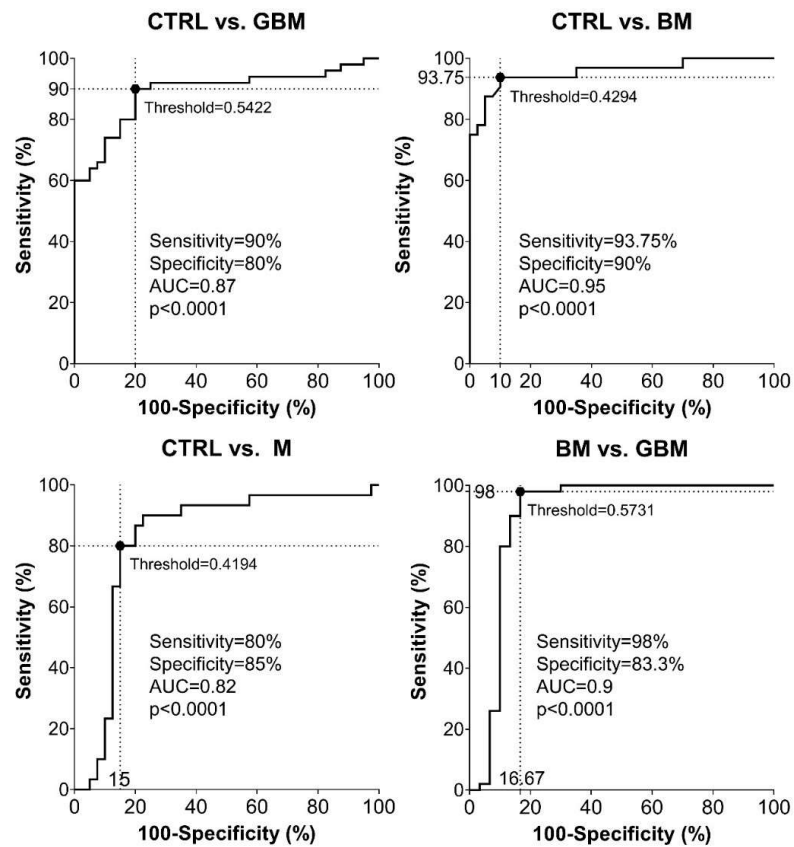 CTRL vs. GBM
100
90
80
60
40
20
0
Sensitivity (%)
Threshold=0.5422
Sensitivity=90%
Specificity=80%
AUC=0.87
p<0.0001
0 20 40 60 80 100
100-Specificity (%)
CTRL vs. BM
100
93.75
80
60
40
20
0
Sensitivity (%)
Threshold=0.4294
Sensitivity=93.75%
Specificity=90%
AUC=0.95
p<0.0001
0 10 20 40 60 80 100
100-Specificity (%)
CTRL vs. M
100
80
60
40
20
0
Sensitivity (%)
Threshold=0.4194
Sensitivity=80%
Specificity=85%
AUC=0.82
p<0.0001
15
0 20 40 60 80 100
100-Specificity (%)
BM vs. GBM
100
98
80
60
40
20
0
Sensitivity (%)
Threshold=0.5731
Sensitivity=98%
Specificity=83.3%
AUC=0.9
p<0.0001
16.67
0 20 40 60 80 100
100-Specificity (%)